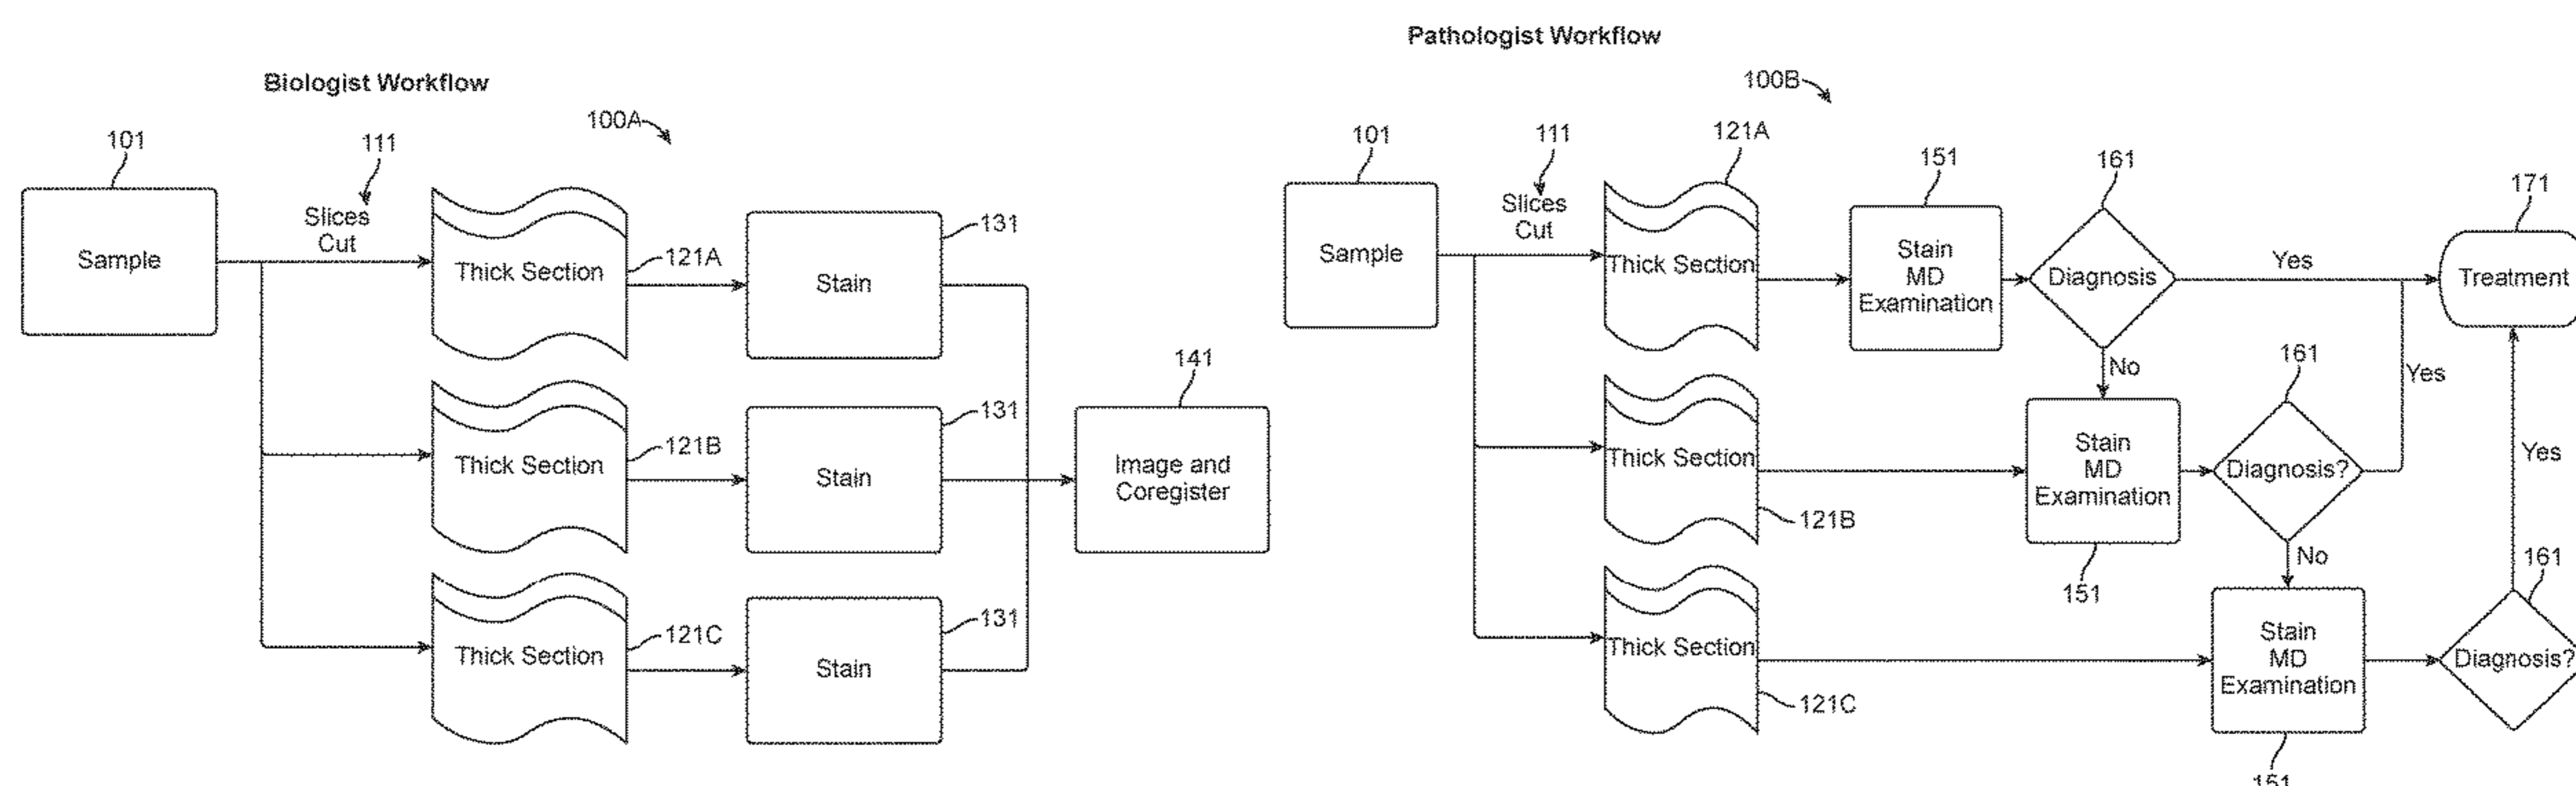 Biologist Workflow
100A
101
111
Sample
Slices
Cut
Thick Section
121A
Stain
131
Thick Section
121B
Stain
131
141
Image and
Coregister
Thick Section
121C
Stain
131
Pathologist Workflow
100B
101
111
121A
151
161
171
Sample
Slices
Cut
Thick Section
Stain
MD
Examination
Diagnosis
Yes
Treatment
No
161
Yes
Thick Section
121B
Stain
MD
Examination
151
Diagnosis?
Yes
No
161
Thick Section
121C
Stain
MD
Examination
151
Diagnosis?